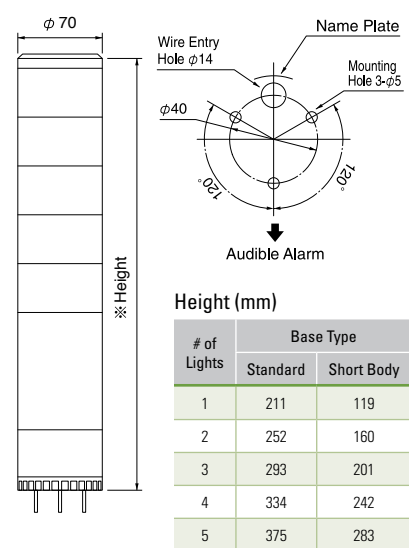 φ 70
※ Height
Name Plate
Wire Entry
Hole φ14
Mounting
Hole 3-φ5
φ40
120°
120°
Audible Alarm
Height (mm)
# of
Lights
Base Type
Standard Short Body
1 211 119
2 252 160
3 293 201
4 334 242
5 375 283